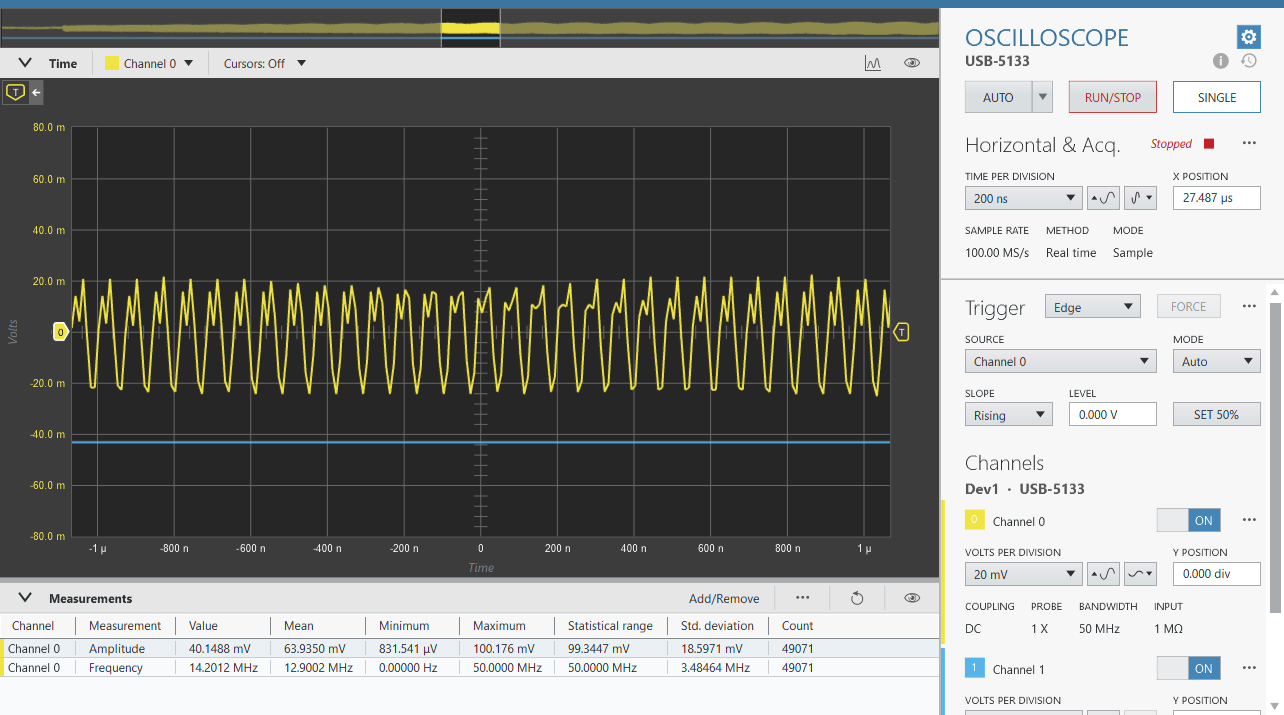 OSCILLOSCOPE
USB-5133
Time
Channel 0
Cursors: Off
AUTO
RUN/STOP
SINGLE
T
80.0 m
60.0 m
40.0 m
20.0 m
0
-20.0 m
-40.0 m
-60.0 m
-80.0 m
Volts
T
-1 µ -800 n -600 n -400 n -200 n 0 200 n 400 n 600 n 800 n 1 µ
Time
Horizontal & Acq.
Stopped
TIME PER DIVISION X POSITION
200 ns 27.487 µs
SAMPLE RATE METHOD MODE
100.00 MS/s Real time Sample
Trigger Edge FORCE
SOURCE MODE
Channel 0 Auto
SLOPE LEVEL
Rising 0.000 V SET 50%
Channels
Dev1 · USB-5133
0 Channel 0 ON
VOLTS PER DIVISION Y POSITION
20 mV 0.000 div
COUPLING PROBE BANDWIDTH INPUT
DC 1 X 50 MHz 1 MΩ
1 Channel 1 ON
VOLTS PER DIVISION Y POSITION
Measurements Add/Remove
Channel Measurement Value Mean Minimum Maximum Statistical range Std. deviation Count
Channel 0 Amplitude 40.1488 mV 63.9350 mV 831.541 µV 100.176 mV 99.3447 mV 18.5971 mV 49071
Channel 0 Frequency 14.2012 MHz 12.9002 MHz 0.00000 Hz 50.0000 MHz 50.0000 MHz 3.48464 MHz 49071